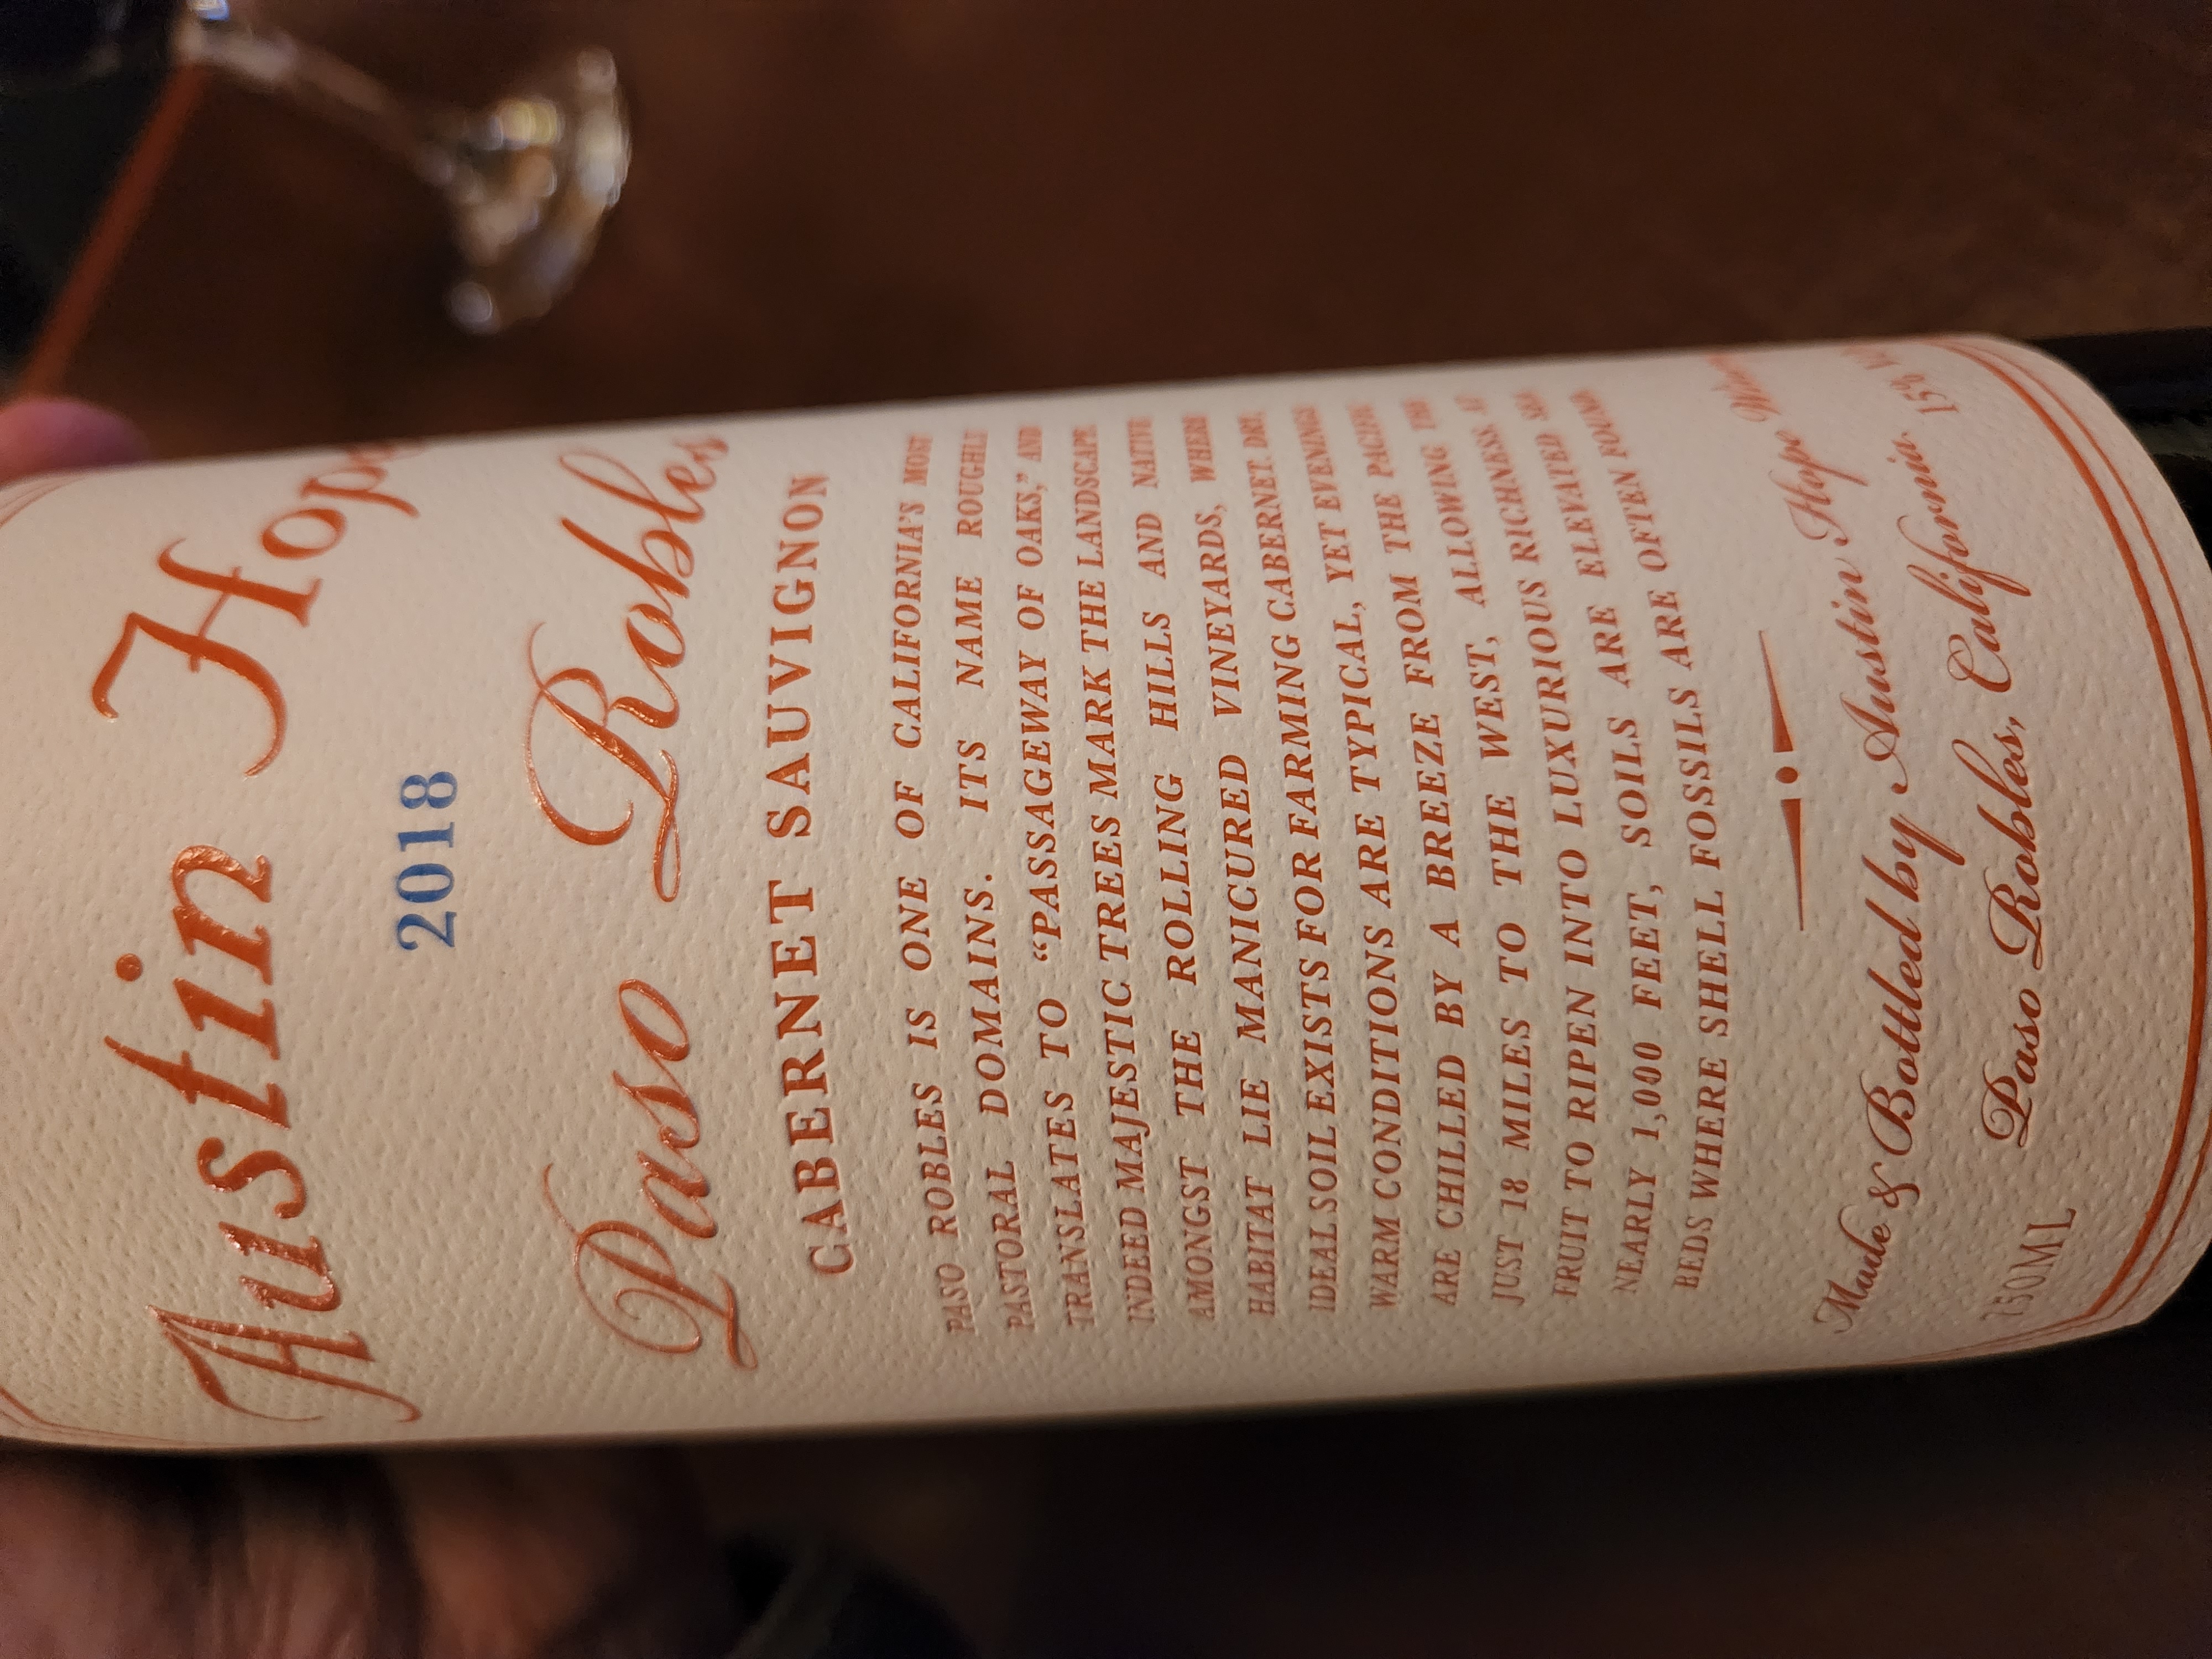 Austin Hope
2018
Paso Robles
CABERNET SAUVIGNON
PASO ROBLES IS ONE OF CALIFORNIA'S MOST
PASTORAL DOMAINS. ITS NAME ROUGHLY
TRANSLATES TO “PASSAGEWAY OF OAKS,” AND
INDEED MAJESTIC TREES MARK THE LANDSCAPE.
AMONGST THE ROLLING HILLS AND NATIVE
HABITAT LIE MANICURED VINEYARDS, WHERE
IDEAL SOIL EXISTS FOR FARMING CABERNET. DRY,
WARM CONDITIONS ARE TYPICAL, YET EVENINGS
ARE CHILLED BY A BREEZE FROM THE PACIFIC
JUST 18 MILES TO THE WEST, ALLOWING THE
FRUIT TO RIPEN INTO LUXURIOUS RICHNESS. AT
NEARLY 1,000 FEET, SOILS ARE ELEVATED SEA
BEDS WHERE SHELL FOSSILS ARE OFTEN FOUND.
Made & Bottled by Austin Hope Winery
Paso Robles, California
750ML
15%